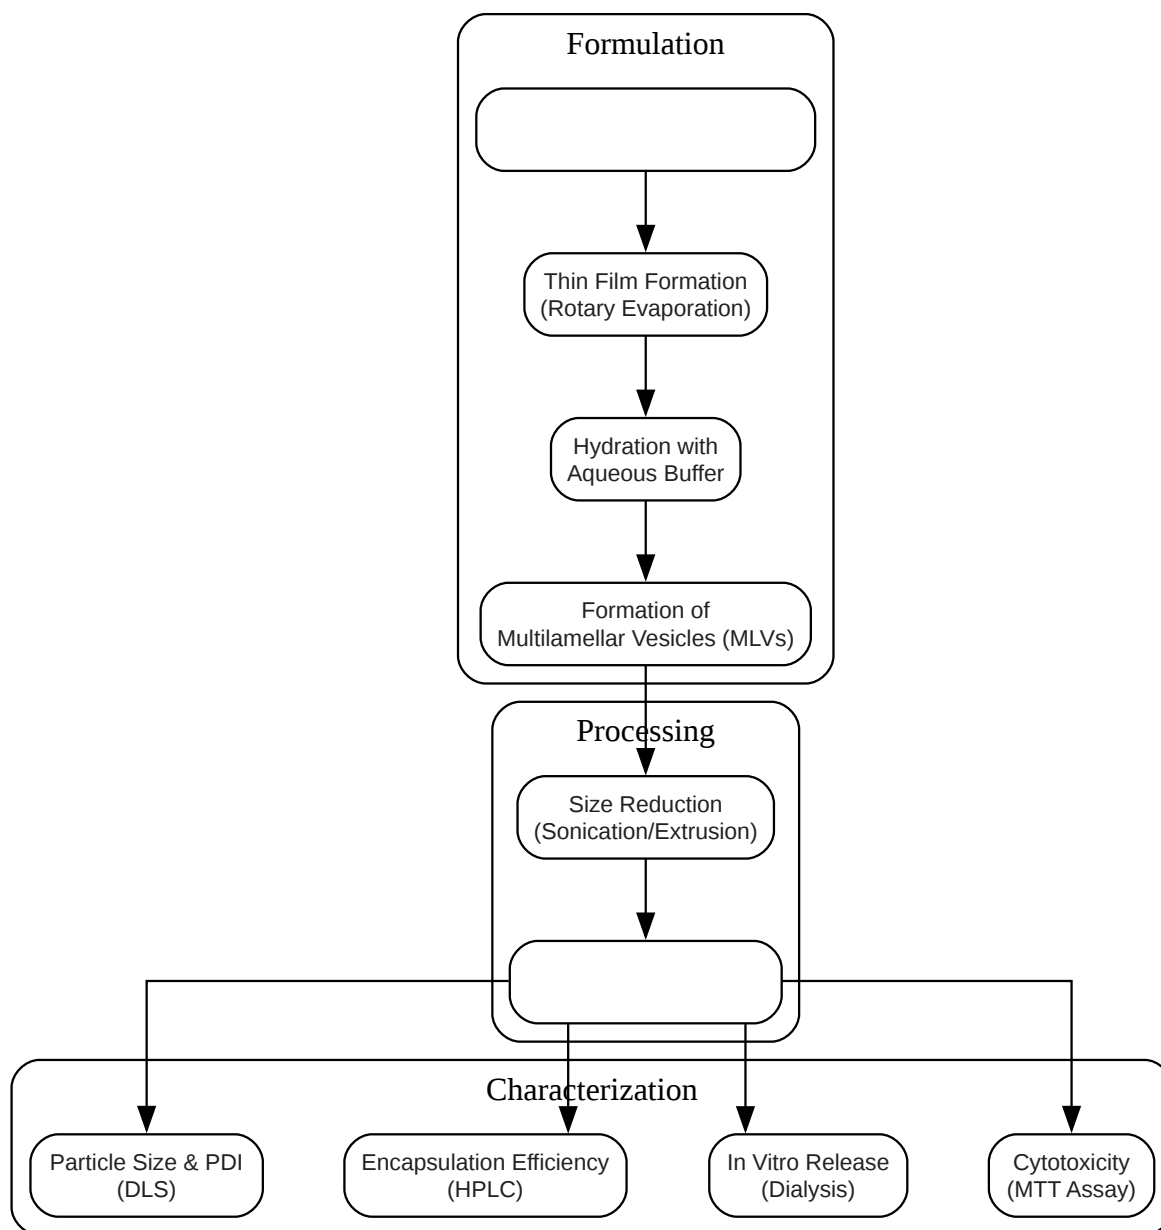 Formulation
Thin Film Formation
(Rotary Evaporation)
Hydration with
Aqueous Buffer
Formation of
Multilamellar Vesicles (MLVs)
Processing
Size Reduction
(Sonication/Extrusion)
Characterization
Particle Size & PDI
(DLS)
Encapsulation Efficiency
(HPLC)
In Vitro Release
(Dialysis)
Cytotoxicity
(MTT Assay)